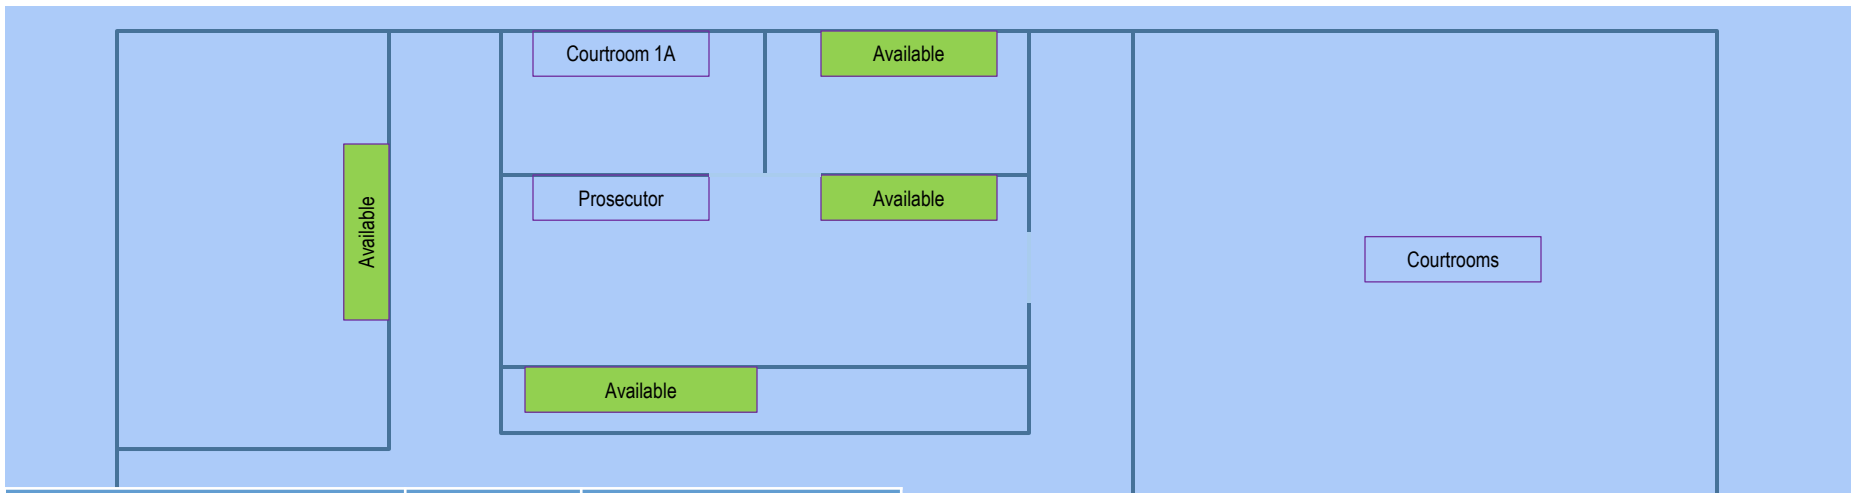 Courtroom 1A
Available
Available
Prosecutor
Available
Courtrooms
Available